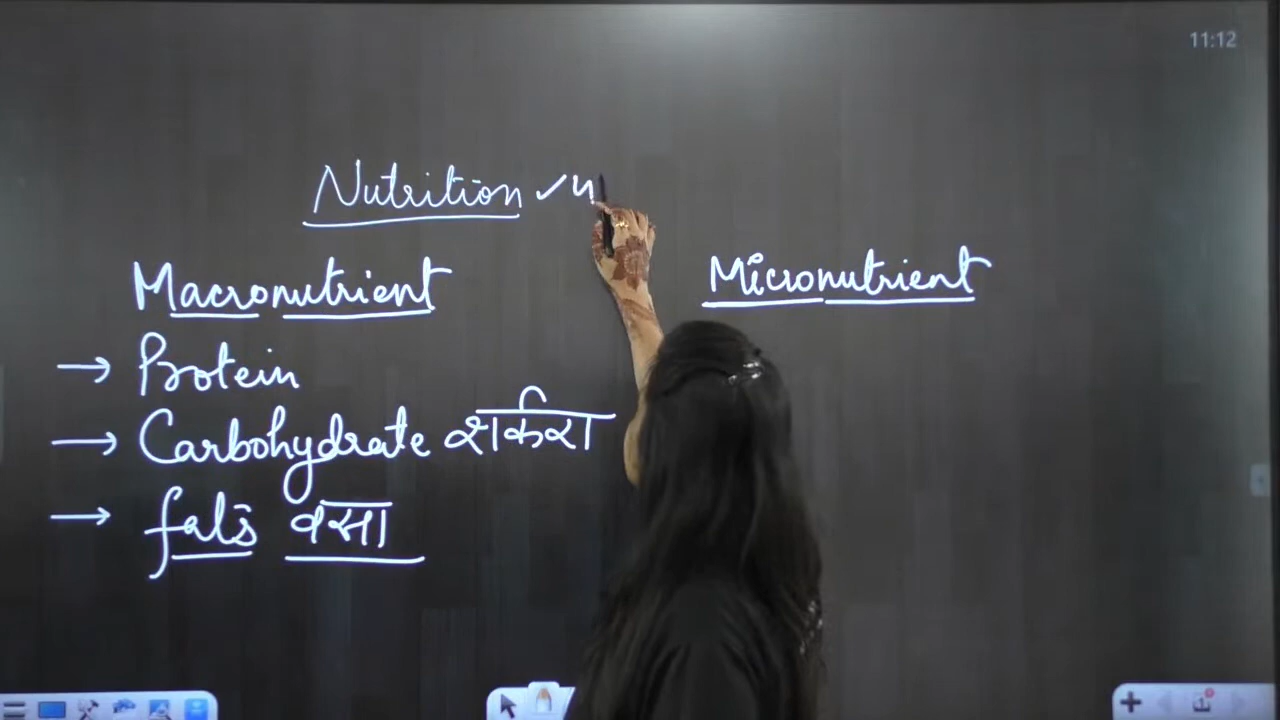 11:12
Nutrition
Macronutrient
→ Protein
→ Carbohydrate शर्करा
→ fats वसा
Micronutrient